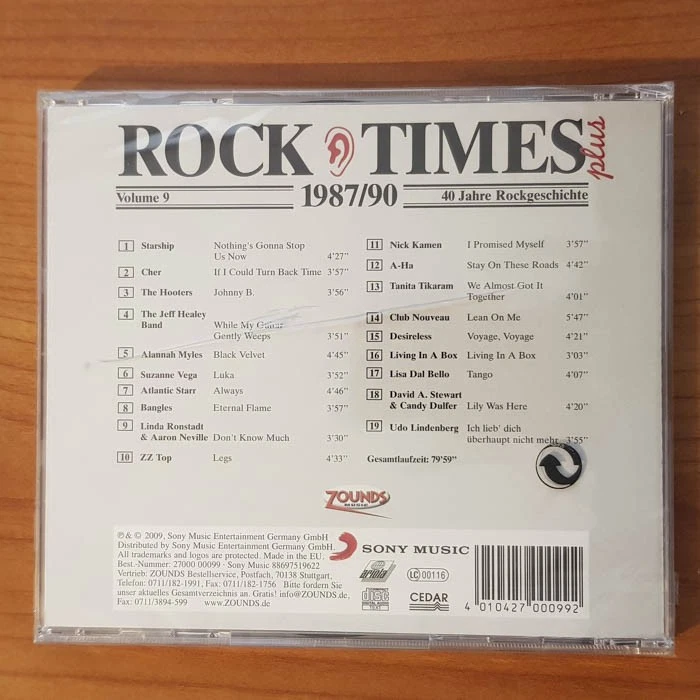 ROCK TIMES plus
Volume 9 1987/90 40 Jahre Rockgeschichte
1 Starship Nothing's Gonna Stop
Us Now 4'27"
2 Cher If I Could Turn Back Time 3'57"
3 The Hooters Johnny B. 3'56"
4 The Jeff Healey
Band While My Guitar
Gently Weeps 3'51"
5 Alannah Myles Black Velvet 4'45"
6 Suzanne Vega Luka 3'52"
7 Atlantic Starr Always 4'46"
8 Bangles Eternal Flame 3'57"
9 Linda Ronstadt
& Aaron Neville Don't Know Much 3'30"
10 ZZ Top Legs 4'33"
11 Nick Kamen I Promised Myself 3'57"
12 A-Ha Stay On These Roads 4'42"
13 Tanita Tikaram We Almost Got It
Together 4'01"
14 Club Nouveau Lean On Me 5'47"
15 Desireless Voyage, Voyage 4'21"
16 Living In A Box Living In A Box 3'03"
17 Lisa Dal Bello Tango 4'07"
18 David A. Stewart
& Candy Dulfer Lily Was Here 4'20"
19 Udo Lindenberg Ich lieb' dich
überhaupt nicht mehr 3'55"
Gesamtlaufzeit: 79'59"
ZOUNDS
MUSIC
℗ & © 2009, Sony Music Entertainment Germany GmbH
Distributed by Sony Music Entertainment Germany GmbH.
All trademarks and logos are protected. Made in the EU.
Best.-Nummer: 27000 00099 · Sony Music 88697519622
Vertrieb: ZOUNDS Bestellservice, Postfach, 70138 Stuttgart,
Telefon: 0711/182-1991, Fax: 0711/182-1756 Bitte fordern Sie
unser aktuelles Gesamtverzeichnis an. Gratis! info@ZOUNDS.de,
Fax: 0711/3894-599 www.ZOUNDS.de
SONY MUSIC
ariola
LC 00116
COMPACT
disc
DIGITAL AUDIO
CEDAR
4 010427 000992